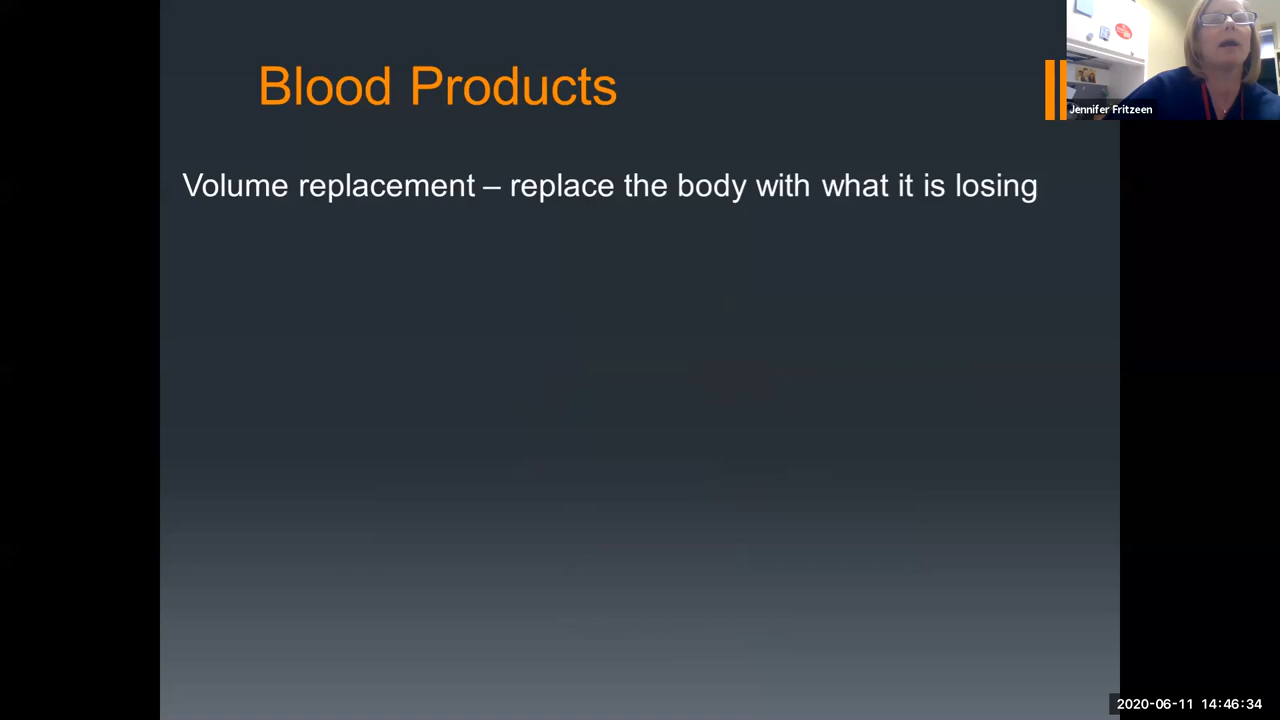 Blood Products
Jennifer Fritzeen
Volume replacement – replace the body with what it is losing
2020-06-11 14:46:34